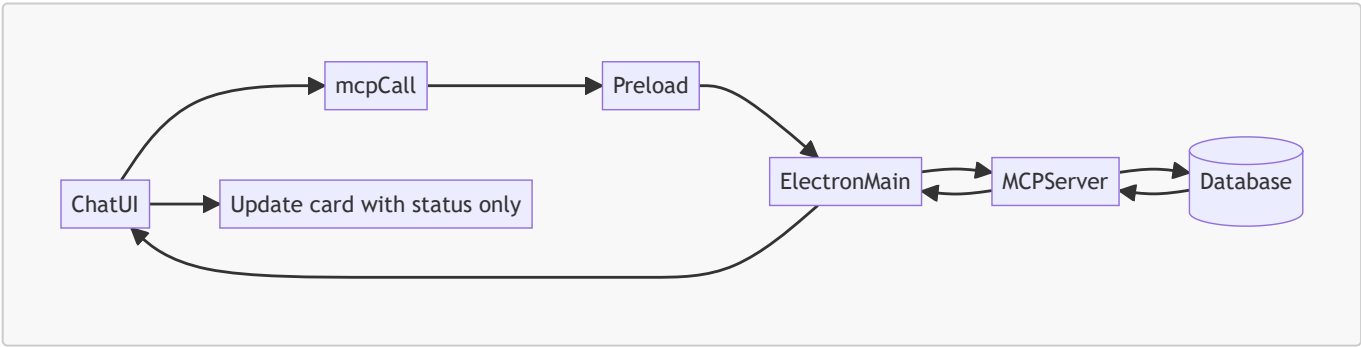 mcpCall
Preload
ElectronMain
MCPServer
Database
ChatUI
Update card with status only